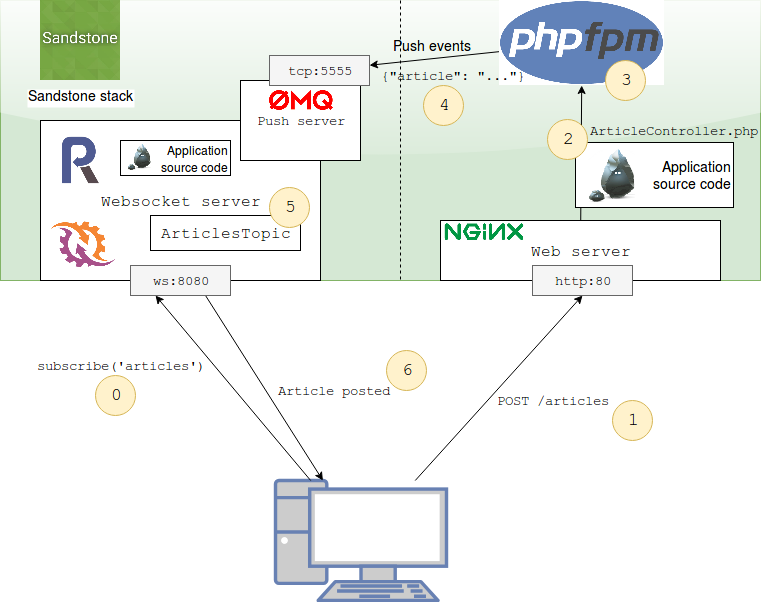 Sandstone
Sandstone stack
php fpm
3
Push events
tcp:5555
{"article": "..."}
4
ØMQ
Push server
2
ArticleController.php
Application
source code
R
Application
source code
Websocket server
5
ArticlesTopic
NGINX
Web server
ws:8080
http:80
subscribe('articles')
0
6
Article posted
POST /articles
1